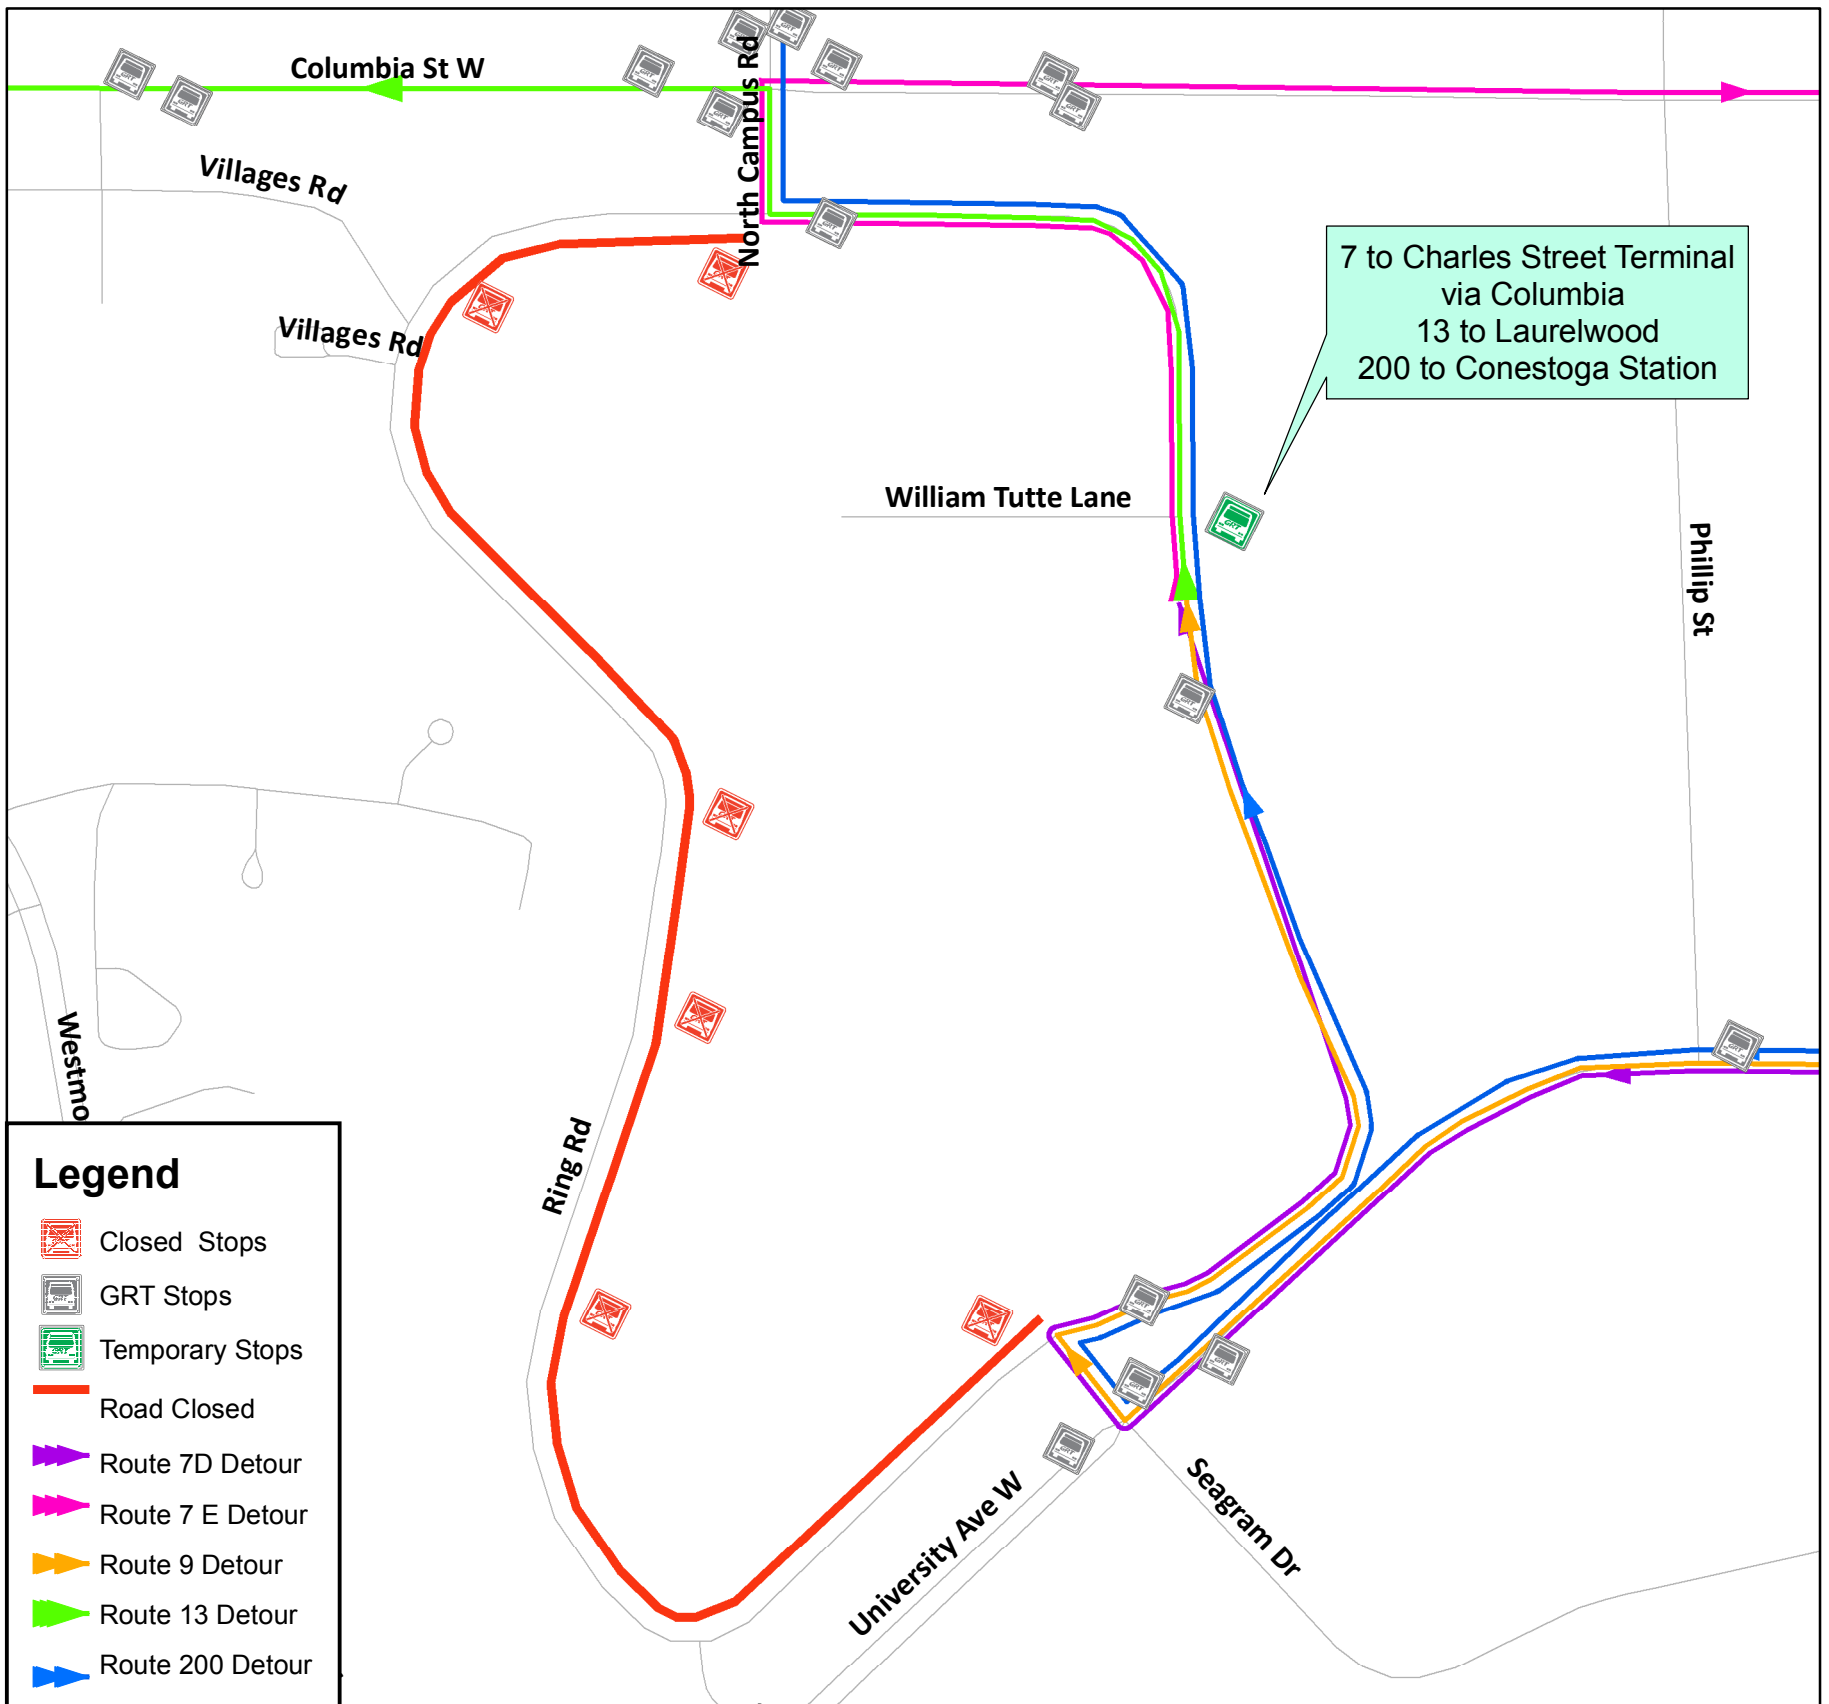 Columbia St W
North Campus Rd
Villages Rd
Villages Rd
7 to Charles Street Terminal
via Columbia
13 to Laurelwood
200 to Conestoga Station
William Tutte Lane
Phillip St
Westmo
Ring Rd
University Ave W
Seagram Dr
Legend
Closed Stops
GRT Stops
Temporary Stops
Road Closed
Route 7D Detour
Route 7 E Detour
Route 9 Detour
Route 13 Detour
Route 200 Detour